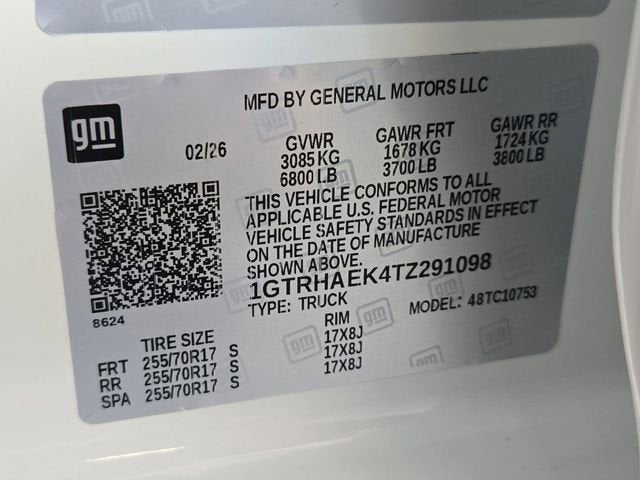 gm
MFD BY GENERAL MOTORS LLC
02/26
GVWR
3085 KG
6800 LB
GAWR FRT
1678 KG
3700 LB
GAWR RR
1724 KG
3800 LB
THIS VEHICLE CONFORMS TO ALL
APPLICABLE U.S. FEDERAL MOTOR
VEHICLE SAFETY STANDARDS IN EFFECT
ON THE DATE OF MANUFACTURE
SHOWN ABOVE.
1GTRHAEK4TZ291098
TYPE: TRUCK
MODEL: 48TC10753
8624
TIRE SIZE
RIM
FRT 255/70R17 S 17X8J
RR 255/70R17 S 17X8J
SPA 255/70R17 S 17X8J